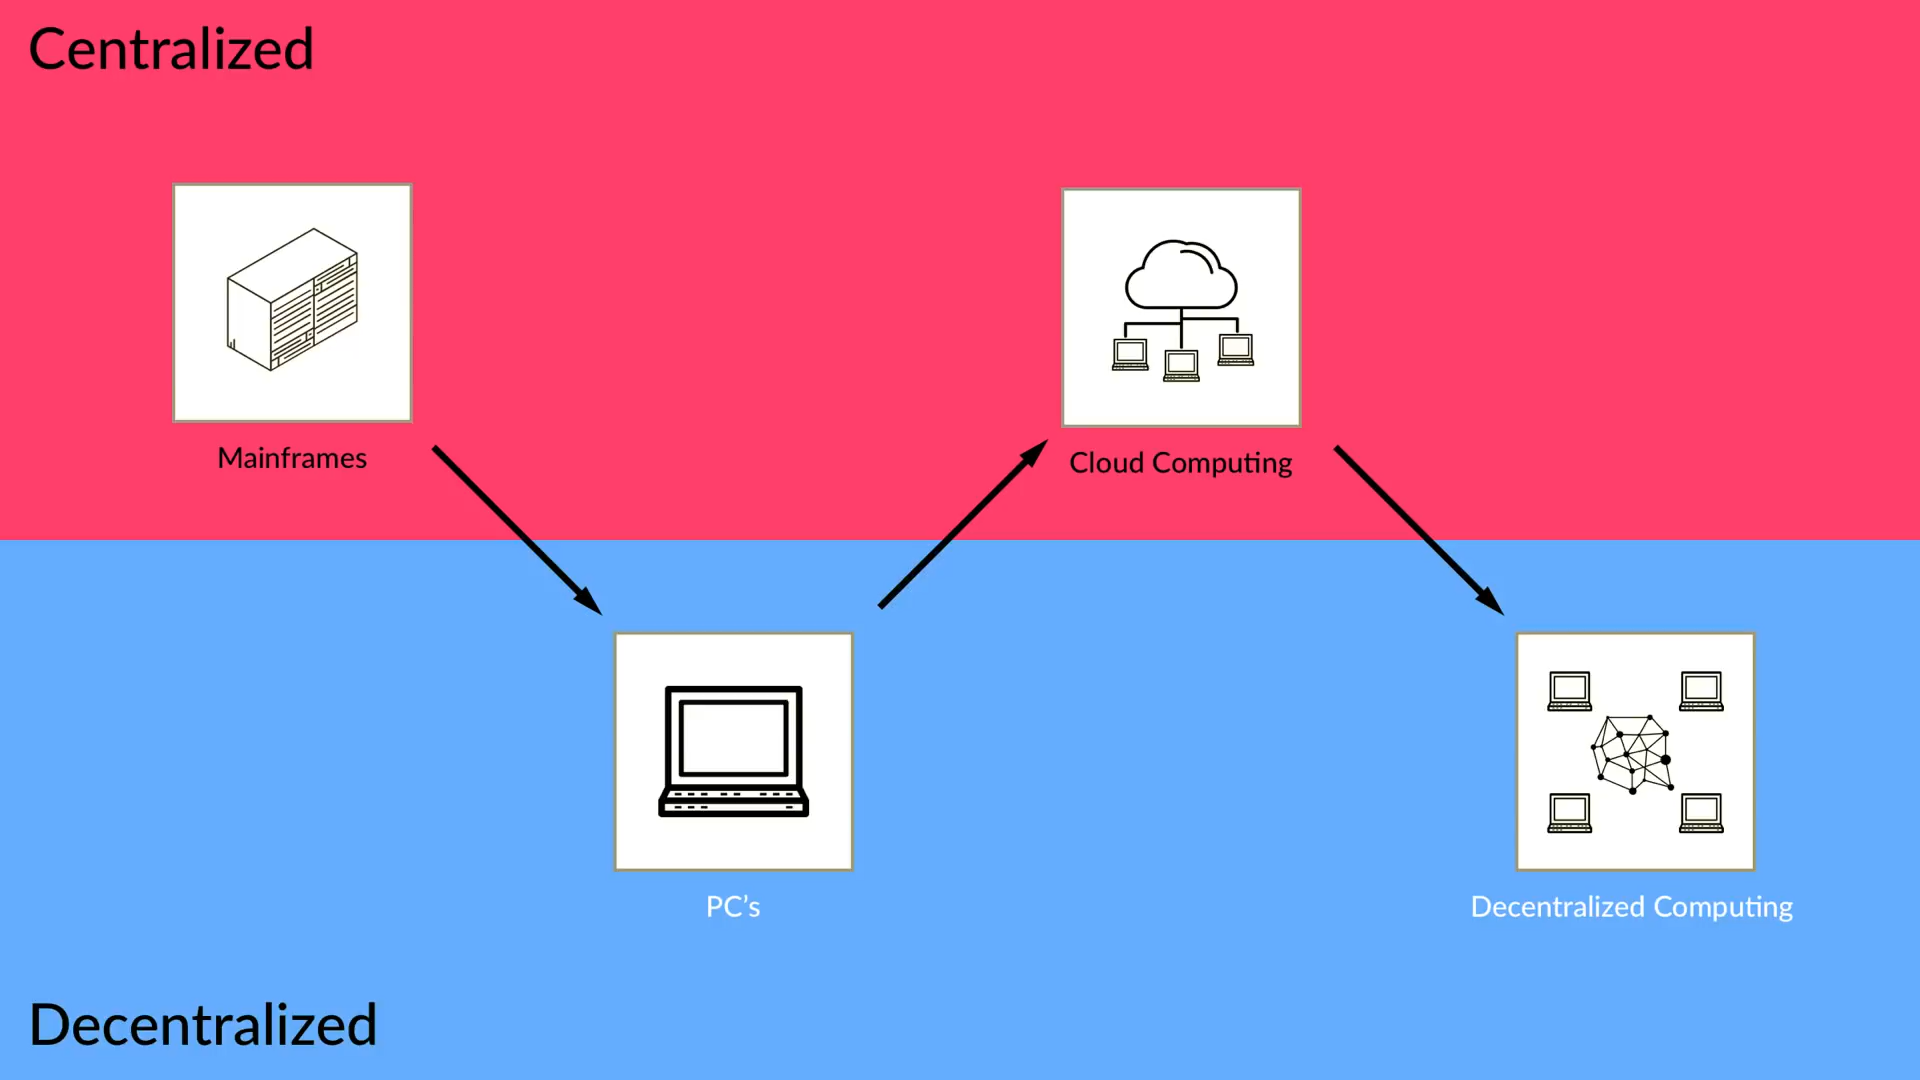 Centralized
Mainframes
Cloud Computing
PC’s
Decentralized Computing
Decentralized